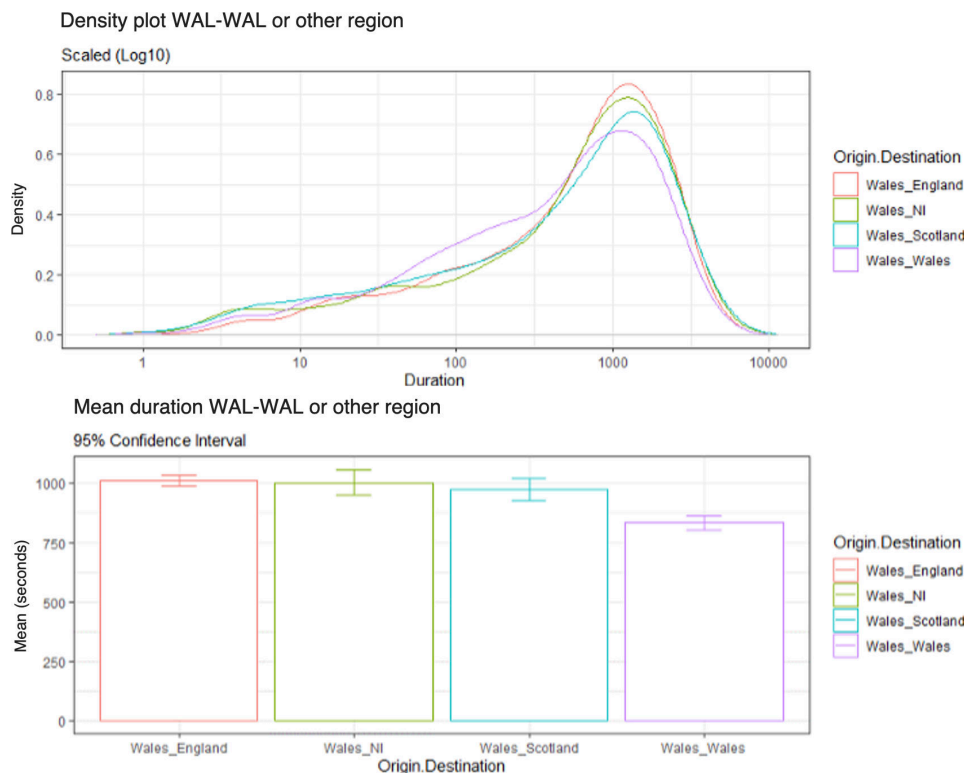 Density plot WAL-WAL or other region
Scaled (Log10)
Density
0.8
0.6
0.4
0.2
0.0
1
10
100
1000
10000
Duration
Origin.Destination
Wales_England
Wales_NI
Wales_Scotland
Wales_Wales
Mean duration WAL-WAL or other region
95% Confidence Interval
Mean (seconds)
1000
750
500
250
0
Wales_England
Wales_NI
Wales_Scotland
Wales_Wales
Origin.Destination
Origin.Destination
Wales_England
Wales_NI
Wales_Scotland
Wales_Wales